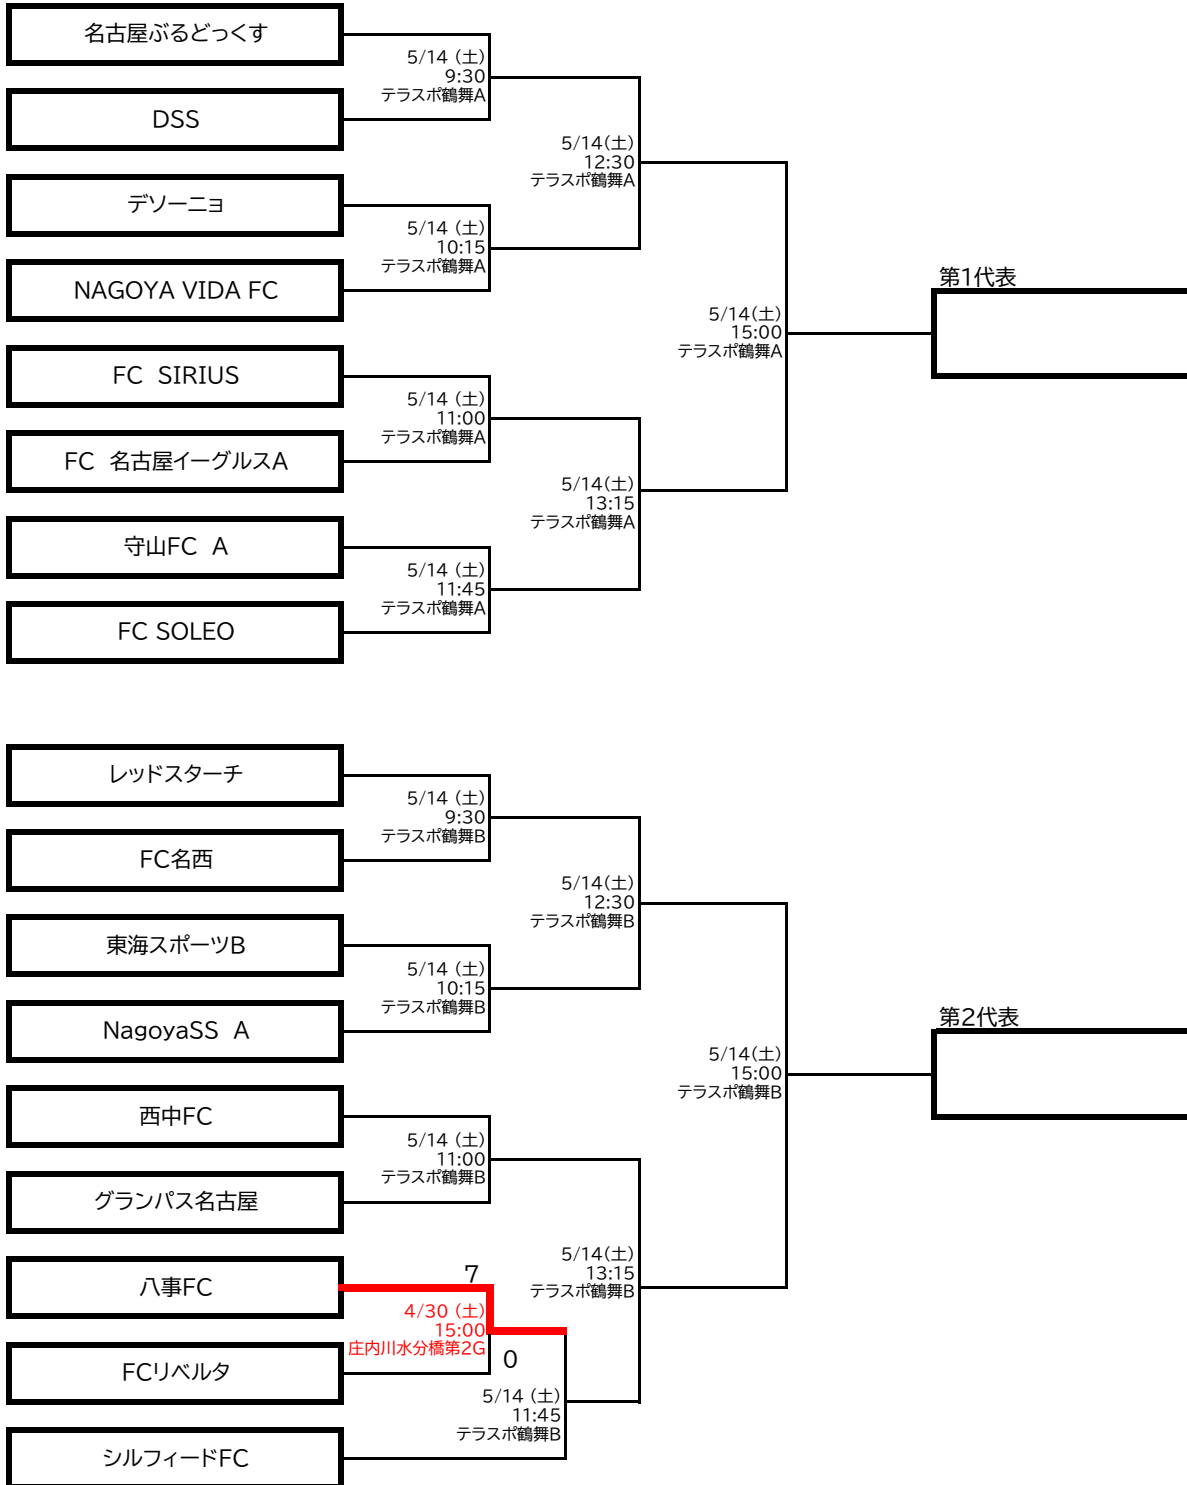 名古屋ぶるどっくす
5/14 (土)
9:30
テラスポ鶴舞A
DSS
5/14(土)
12:30
テラスポ鶴舞A
デソーニョ
5/14 (土)
10:15
テラスポ鶴舞A
NAGOYA VIDA FC
第1代表
5/14(土)
15:00
テラスポ鶴舞A
FC SIRIUS
5/14 (土)
11:00
テラスポ鶴舞A
FC 名古屋イーグルスA
5/14(土)
13:15
テラスポ鶴舞A
守山FC A
5/14 (土)
11:45
テラスポ鶴舞A
FC SOLEO
レッドスターチ
5/14 (土)
9:30
テラスポ鶴舞B
FC名西
5/14(土)
12:30
テラスポ鶴舞B
東海スポーツB
5/14 (土)
10:15
テラスポ鶴舞B
NagoyaSS A
第2代表
5/14(土)
15:00
テラスポ鶴舞B
西中FC
5/14 (土)
11:00
テラスポ鶴舞B
グランパス名古屋
5/14(土)
13:15
テラスポ鶴舞B
八事FC
7
4/30 (土)
15:00
庄内川水分橋第2G
0
FCリベルタ
5/14 (土)
11:45
テラスポ鶴舞B
シルフィードFC